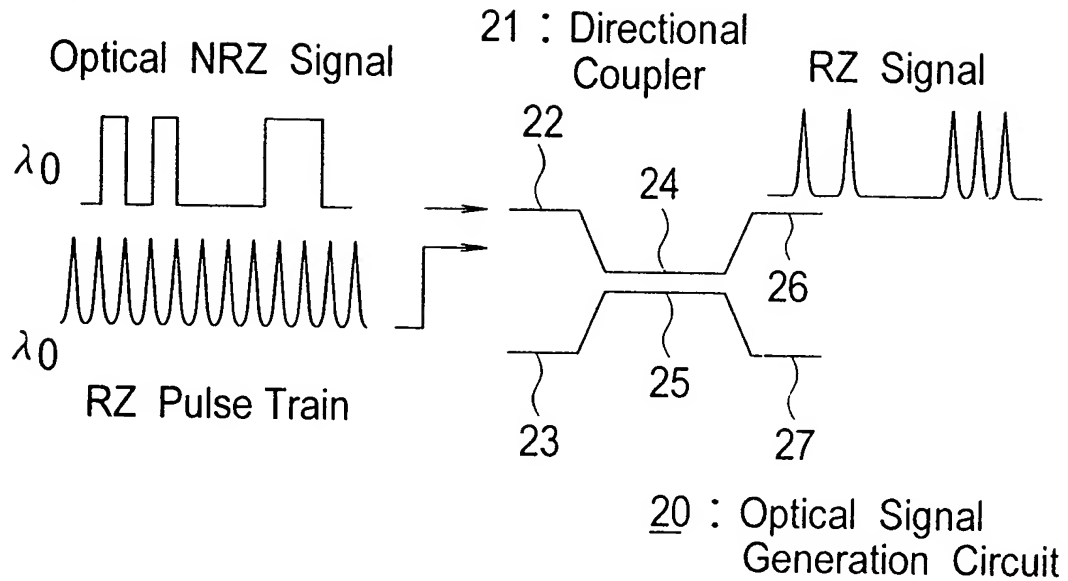 21 : Directional
Coupler
Optical NRZ Signal
RZ Signal
22
λ0
24
26
λ0
25
RZ Pulse Train
23
27
20 : Optical Signal
Generation Circuit